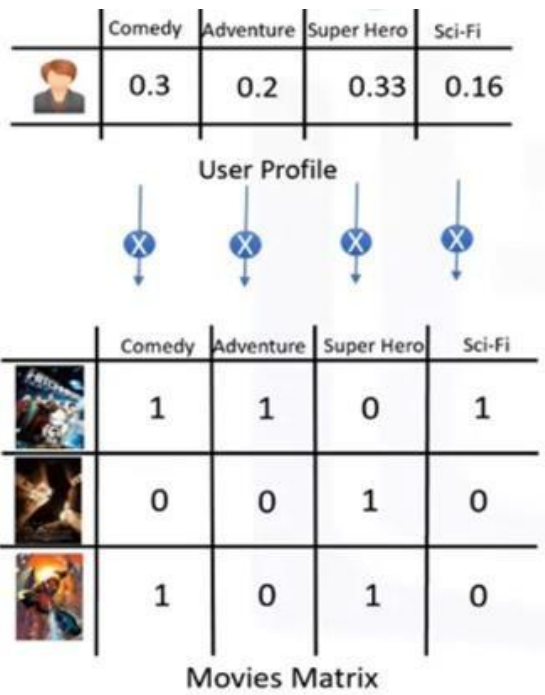 Comedy Adventure Super Hero Sci-Fi
0.3 0.2 0.33 0.16
User Profile
X X X X
Comedy Adventure Super Hero Sci-Fi
1 1 0 1
0 0 1 0
1 0 1 0
Movies Matrix